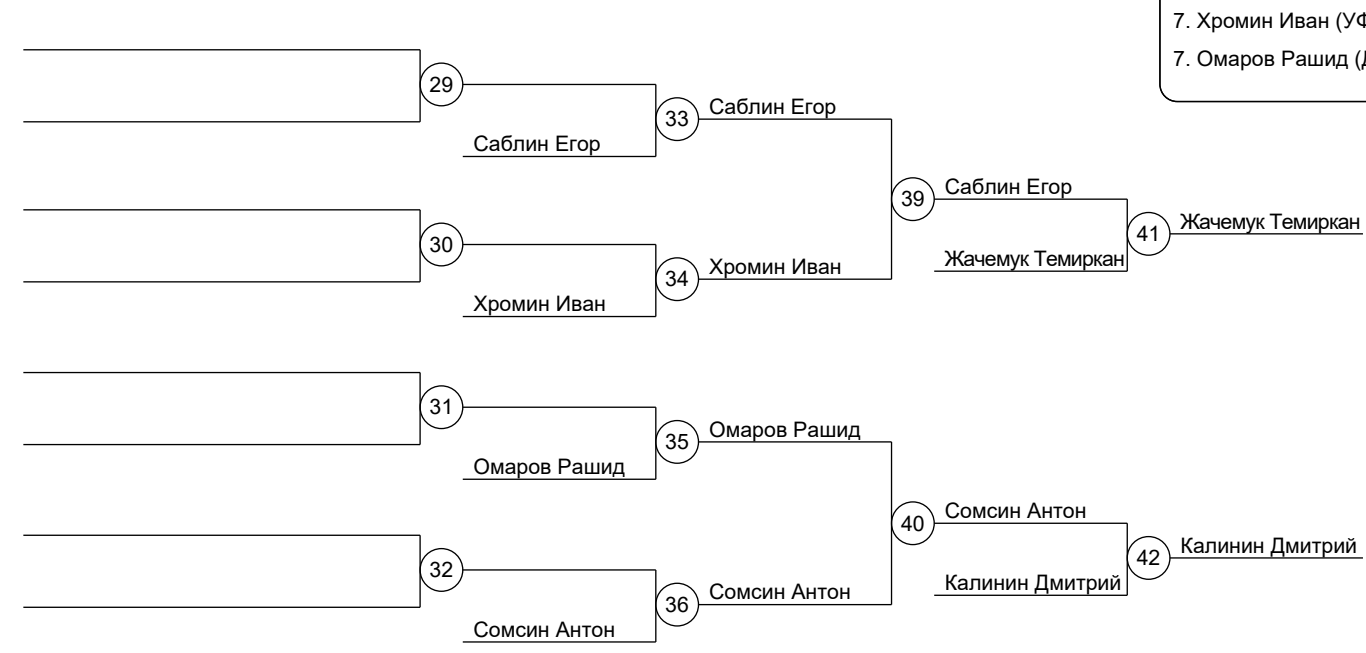 7. Хромин Иван (УФ
7. Омаров Рашид (
29
33
Саблин Егор
Саблин Егор
39
Саблин Егор
41
Жачемук Темиркан
Жачемук Темиркан
30
34
Хромин Иван
Хромин Иван
31
35
Омаров Рашид
Омаров Рашид
40
Сомсин Антон
42
Калинин Дмитрий
Калинин Дмитрий
32
36
Сомсин Антон
Сомсин Антон